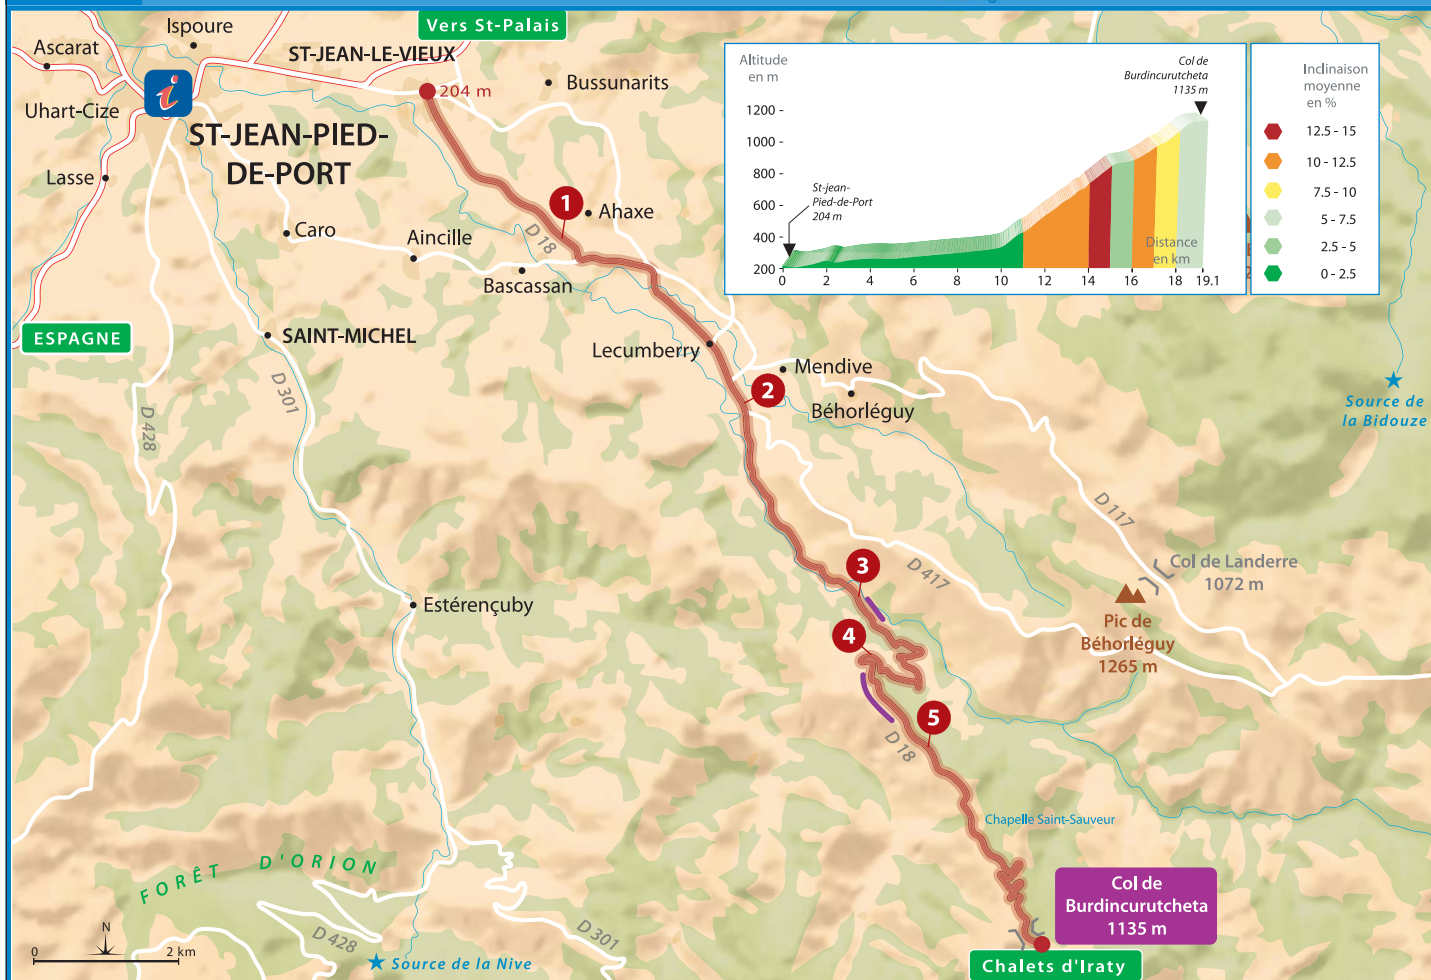 Vers St-Palais
Ispoure
Ascarat
ST-JEAN-LE-VIEUX
i
204 m
Bussunarits
Uhart-Cize
ST-JEAN-PIED-
DE-PORT
Lasse
1
Ahaxe
D 18
Caro
Aincille
Bascassan
ESPAGNE
SAINT-MICHEL
Lecumberry
Mendive
2
Béhorléguy
D 301
D 428
Source de
la Bidouze
D 117
3
D 417
Col de Landerre
1072 m
Estérençuby
4
Pic de
Béhorléguy
1265 m
5
D 18
Chapelle Saint-Sauveur
FORÊT D'ORION
Col de
Burdincurutcheta
1135 m
N
0 2 km
D 428
D 301
Source de la Nive
Chalets d'Iraty
Altitude
en m
Col de
Burdincurutcheta
1135 m
1200 -
1000 -
800 -
600 -
400 -
200
St-jean-
Pied-de-Port
204 m
Distance
en km
0 2 4 6 8 10 12 14 16 18 19.1
Inclinaison
moyenne
en %
12.5 - 15
10 - 12.5
7.5 - 10
5 - 7.5
2.5 - 5
0 - 2.5